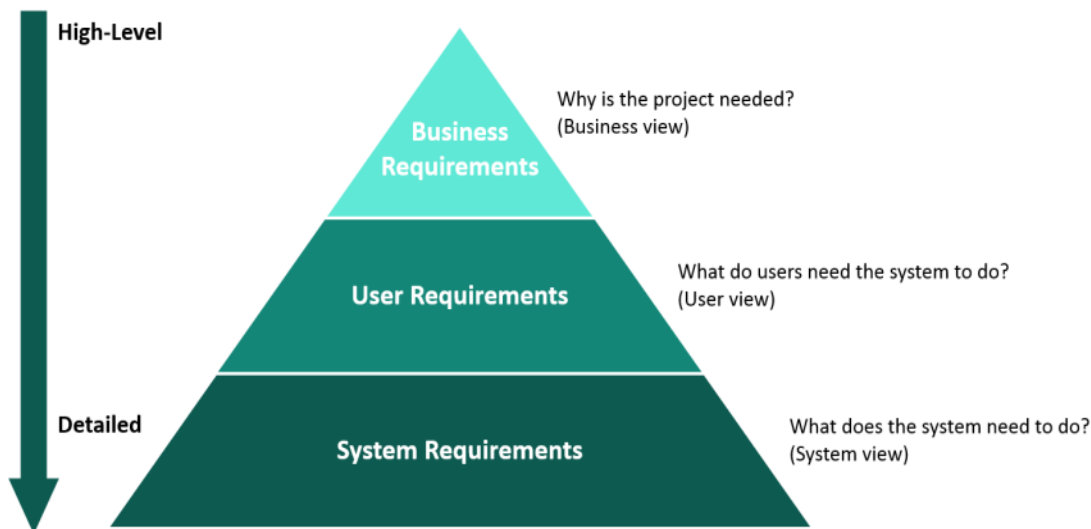 High-Level
Business
Requirements
Why is the project needed?
(Business view)
User Requirements
What do users need the system to do?
(User view)
Detailed
System Requirements
What does the system need to do?
(System view)